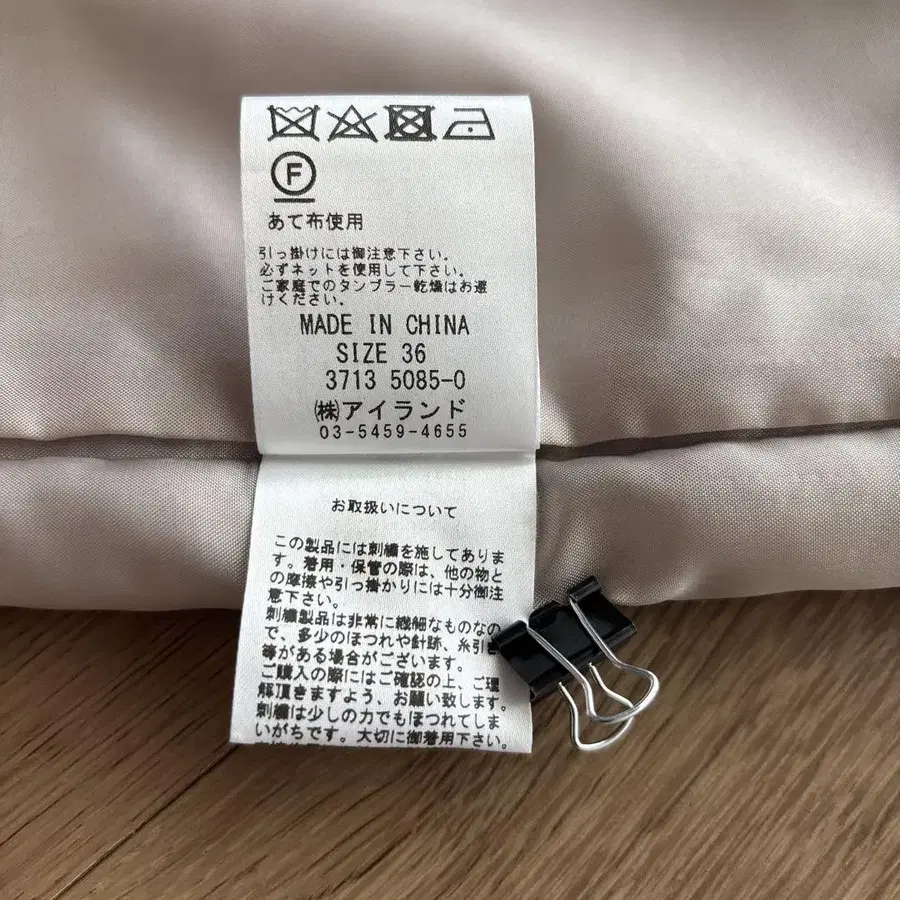 F
あて布使用
引っ掛けには御注意下さい。
必ずネットを使用して下さい。
ご家庭でのタンブラー乾燥はお避
けください。
MADE IN CHINA
SIZE 36
3713 5085-0
㈱アイランド
03-5459-4655
お取扱いについて
この製品には刺繍を施してありま
す。着用・保管の際は、他の物と
の摩擦や引っ掛かりには十分御注
意下さい。
刺繍製品は非常に繊細なものなの
で、多少のほつれや針跡、糸引き
等がある場合がございます。
ご購入の際にはご確認の上、ご理
解頂きますよう、お願い致します。
刺繍は少しの力でもほつれてしま
いがちです。大切に御着用下さい。